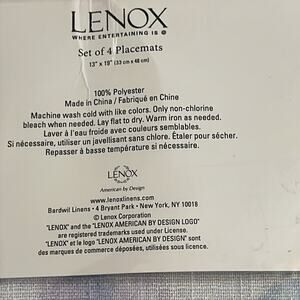 LENOX
WHERE ENTERTAINING IS @
Set of 4 Placemats
13" x 19" (33 cm x 48 cm)
100% Polyester
Made in China / Fabriqué en Chine
Machine wash cold with like colors. Only non-chlorine
bleach when needed. Lay flat to dry. Warm iron as needed.
Laver à l'eau froide avec couleurs semblables.
Si nécessaire, utiliser un javellisant sans chlore. Étaler pour sécher.
Repasser à basse température si nécessaire.
LENOX
American by Design
www.lenoxlinens.com
Bardwil Linens • 4 Bryant Park • New York, NY 10018
© Lenox Corporation
"LENOX" and the "LENOX AMERICAN BY DESIGN LOGO"
are registered trademarks used under license.
"LENOX" et le logo "LENOX AMERICAN BY DESIGN" sont
des marques de commerce déposées, utilisées sous licence.